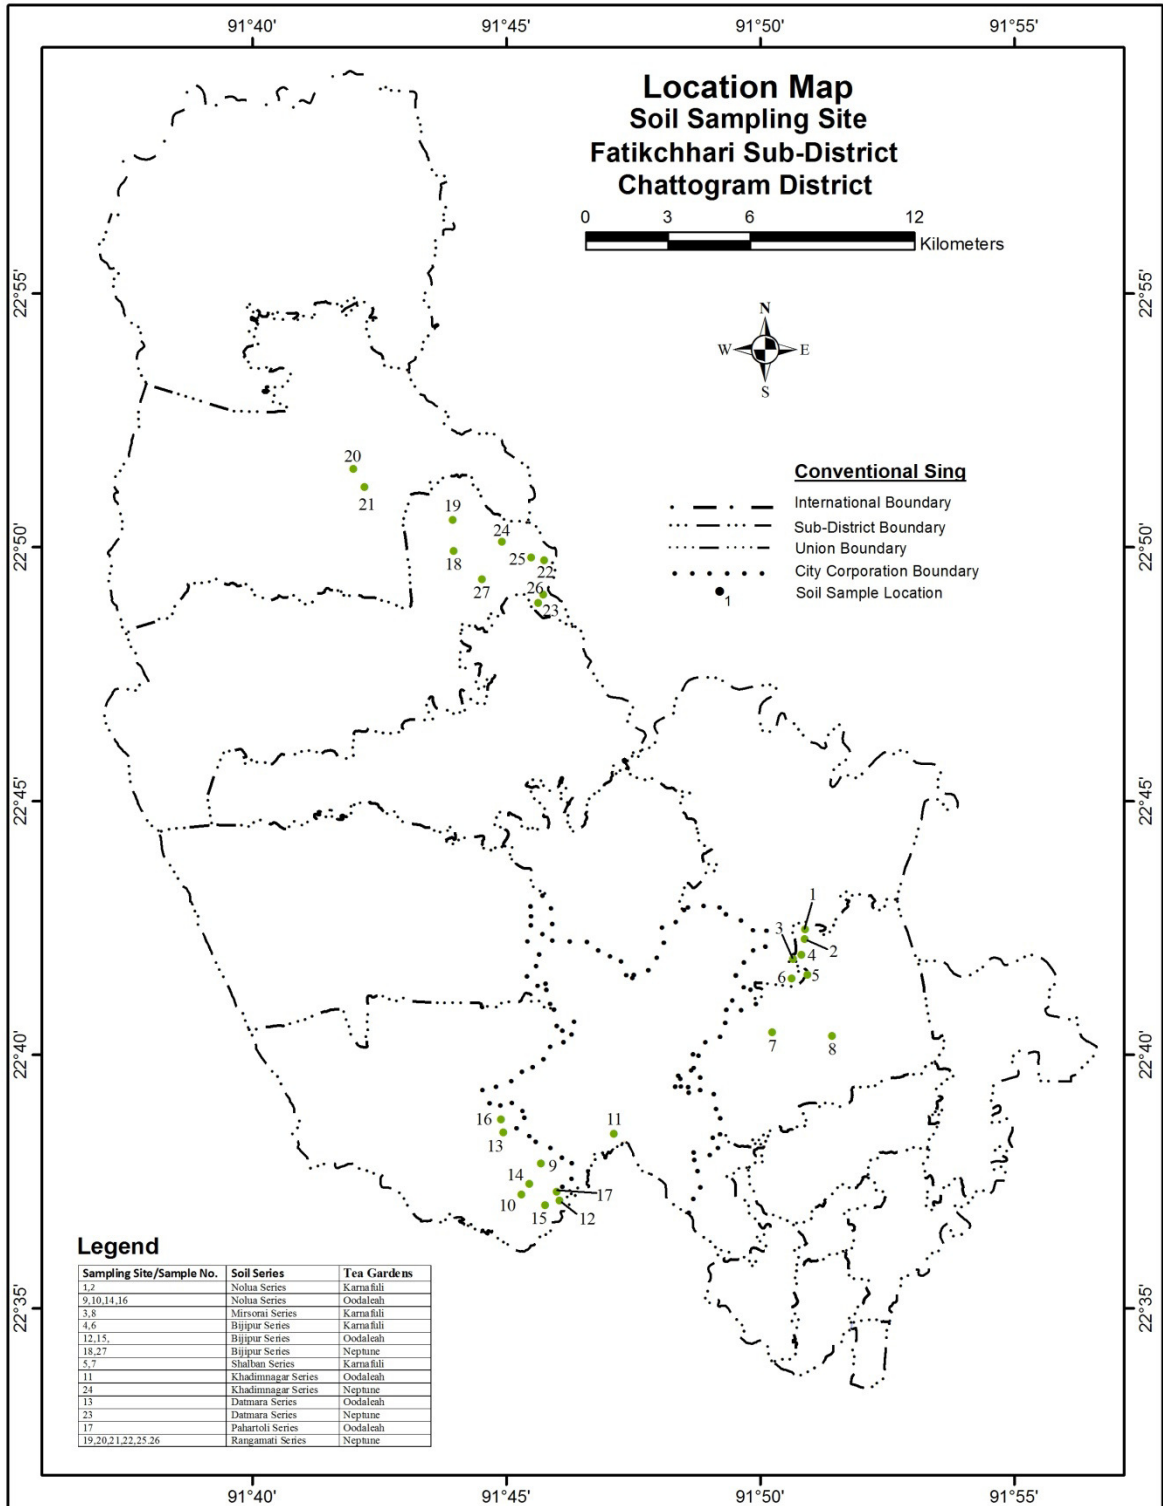 91°40' 91°45' 91°50' 91°55'
Location Map
Soil Sampling Site
Fatikchhari Sub-District
Chattogram District
0 3 6 12
Kilometers
22°55' 22°55'
N
W E
S
20
21
19
18
24
25
22
27
26
23
Conventional Sing
International Boundary
Sub-District Boundary
22°50' 22°50'
Union Boundary
City Corporation Boundary
1 Soil Sample Location
22°45' 22°45'
1
3
2
4
6 5
7 8
22°40' 22°40'
16
13
11
9
14
10
17
15 12
Legend
Sampling Site/Sample No. Soil Series Tea Gardens
1,2 Nolua Series Karnafuli
9,10,14,16 Nolua Series Oodaleah
3,8 Mirsorai Series Karnafuli
4,6 Bijipur Series Karnafuli
12,15, Bijipur Series Oodaleah
18,27 Bijipur Series Neptune
5,7 Shalban Series Karnafuli
11 Khadimnagar Series Oodaleah
24 Khadimnagar Series Neptune
13 Datmara Series Oodaleah
23 Datmara Series Neptune
17 Pahartoli Series Oodaleah
19,20,21,22,25.26 Rangamati Series Neptune
22°35' 22°35'
91°40' 91°45' 91°50' 91°55'